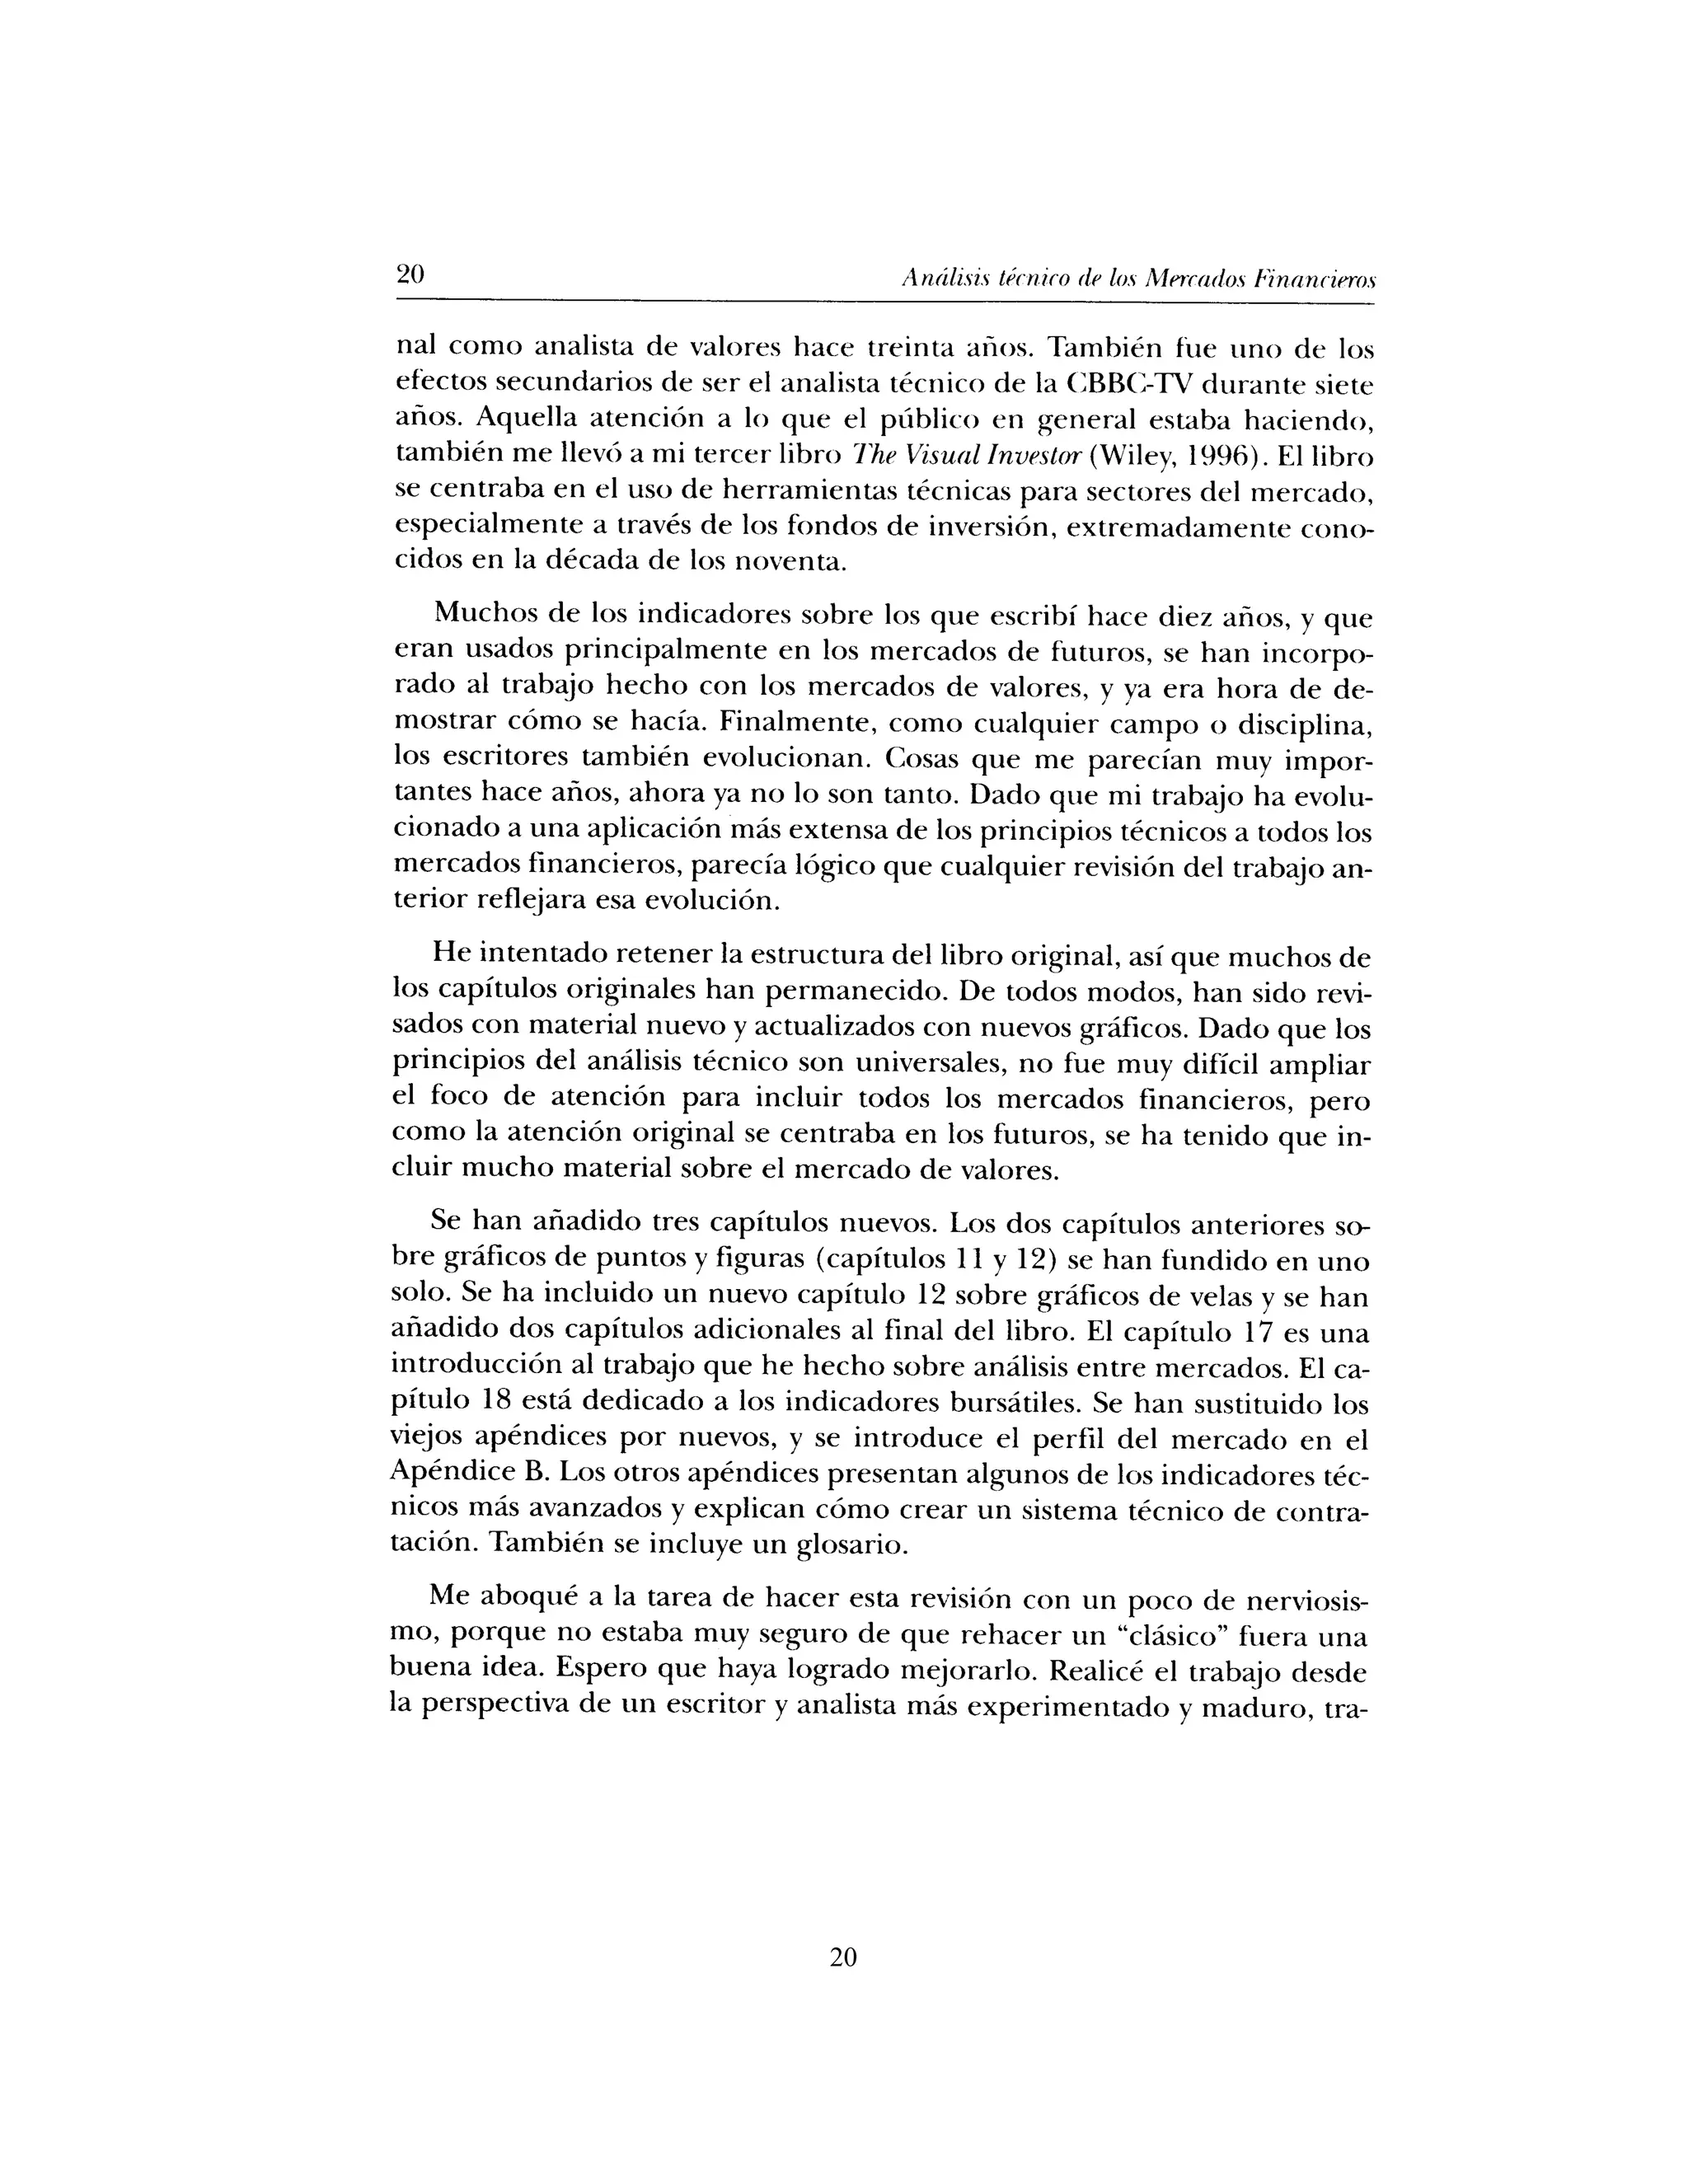 20 Análisis técnico de los Mercados Financieros
nal como analista de valores hace treinta años. También fue uno de los
efectos secundarios de ser el analista técnico de la CBBC-TV durante siete
años. Aquella atención a lo que el público en general estaba haciendo,
también me llevó a mi tercer libro The Visual Investor (Wiley, 1996). El libro
se centraba en el uso de herramientas técnicas para sectores del mercado,
especialmente a través de los fondos de inversión, extremadamente cono-
cidos en la década de los noventa.
Muchos de los indicadores sobre los que escribí hace diez años, y que
eran usados principalmente en los mercados de futuros, se han incorpo-
rado al trabajo hecho con los mercados de valores, y ya era hora de de-
mostrar cómo se hacía. Finalmente, como cualquier campo o disciplina,
los escritores también evolucionan. Cosas que me parecían muy impor-
tantes hace años, ahora ya no lo son tanto. Dado que mi trabajo ha evolu-
cionado a una aplicación más extensa de los principios técnicos a todos los
mercados financieros, parecía lógico que cualquier revisión del trabajo an-
terior reflejara esa evolución.
He intentado retener la estructura del libro original, así que muchos de
los capítulos originales han permanecido. De todos modos, han sido revi-
sados con material nuevo y actualizados con nuevos gráficos. Dado que los
principios del análisis técnico son universales, no fue muy difícil ampliar
el foco de atención para incluir todos los mercados financieros, pero
como la atención original se centraba en los futuros, se ha tenido que in-
cluir mucho material sobre el mercado de valores.
Se han añadido tres capítulos nuevos. Los dos capítulos anteriores so-
bre gráficos de puntos y figuras (capítulos 11 y 12) se han fundido en uno
solo. Se ha incluido un nuevo capítulo 12 sobre gráficos de velas y se han
añadido dos capítulos adicionales al final del libro. El capítulo 17 es una
introducción al trabajo que he hecho sobre análisis entre mercados. El ca-
pítulo 18 está dedicado a los indicadores bursátiles. Se han sustituido los
viejos apéndices por nuevos, y se introduce el perfil del mercado en el
Apéndice B. Los otros apéndices presentan algunos de los indicadores téc-
nicos más avanzados y explican cómo crear un sistema técnico de contra-
tación. También se incluye un glosario.
Me aboqué a la tarea de hacer esta revisión con un poco de nerviosis-
mo, porque no estaba muy seguro de que rehacer un “clásico” fuera una
buena idea. Espero que haya logrado mejorarlo. Realicé el trabajo desde
la perspectiva de un escritor y analista más experimentado y maduro, tra-
20